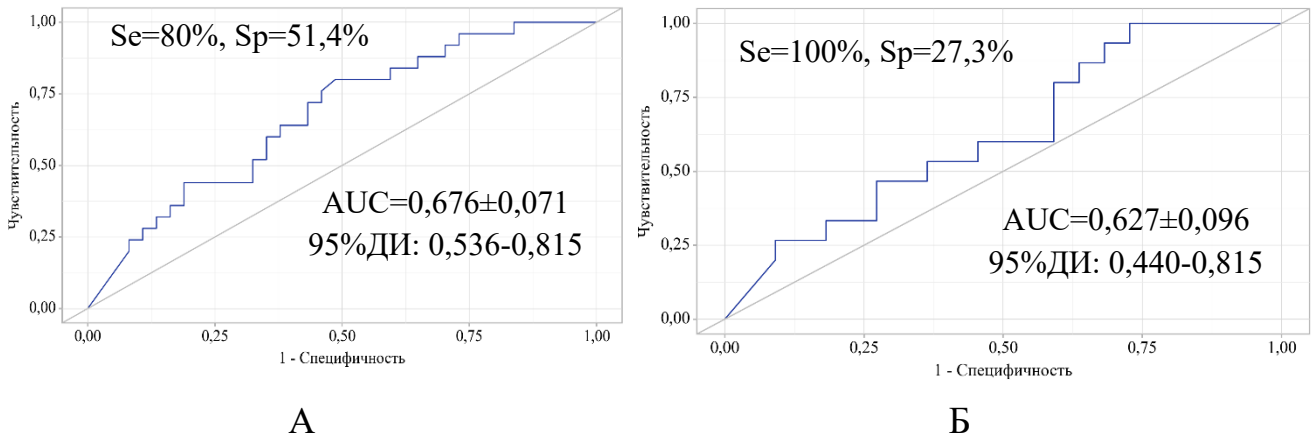 Se=80%, Sp=51,4%
AUC=0,676±0,071
95%ДИ: 0,536-0,815
Чувствительность
1,00
0,75
0,50
0,25
0,00
0,00 0,25 0,50 0,75 1,00
1 - Специфичность
А
Se=100%, Sp=27,3%
AUC=0,627±0,096
95%ДИ: 0,440-0,815
Чувствительность
1,00
0,75
0,50
0,25
0,00
0,00 0,25 0,50 0,75 1,00
1 - Специфичность
Б